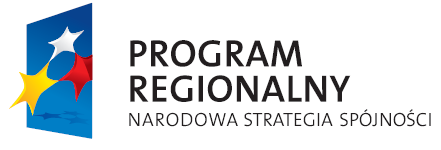 PROGRAM
REGIONALNY
NARODOWA STRATEGIA SPÓJNOŚCI